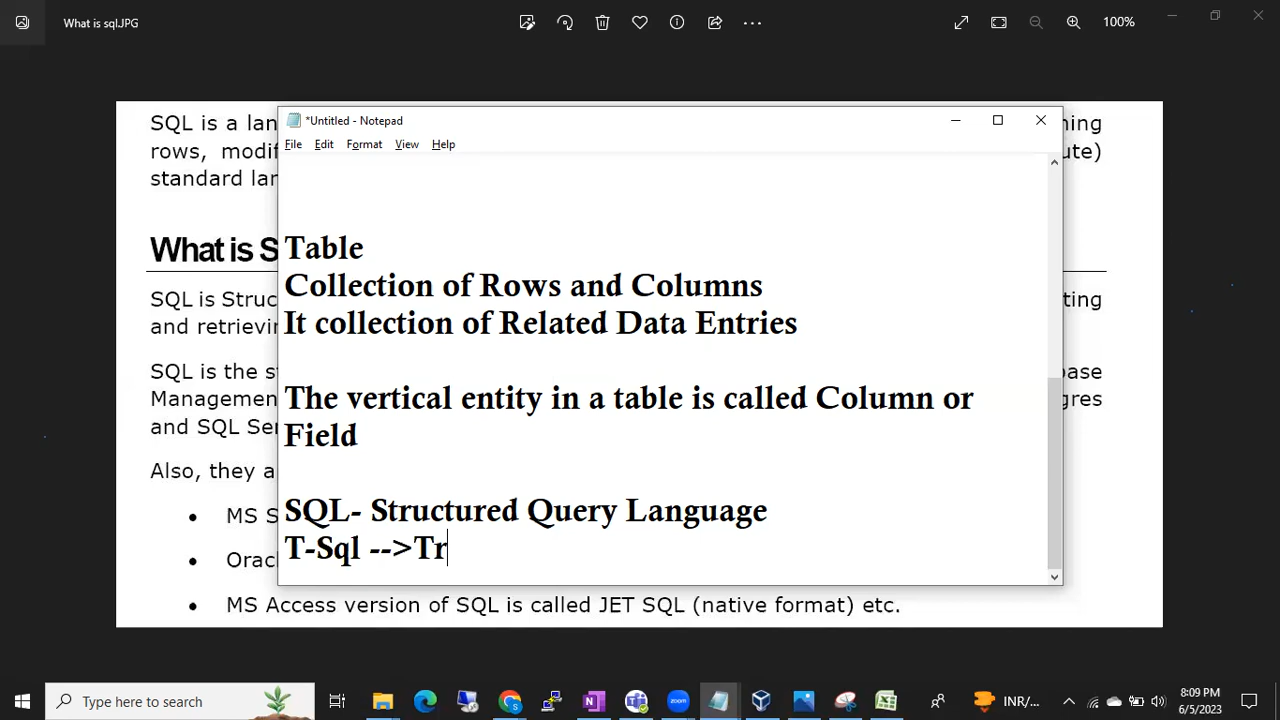 What is sql.JPG
100%
SQL is a lan
rows, modif
standard lan
ning
ute)
What is S
SQL is Struc
and retrievin
ting
SQL is the s
Managemen
and SQL Ser
base
gres
Also, they a
MS S
Orac
MS Access version of SQL is called JET SQL (native format) etc.
*Untitled - Notepad
File Edit Format View Help
Table
Collection of Rows and Columns
It collection of Related Data Entries
The vertical entity in a table is called Column or
Field
SQL- Structured Query Language
T-Sql -->Tr
Type here to search
zoom
INR/...
8:09 PM
6/5/2023